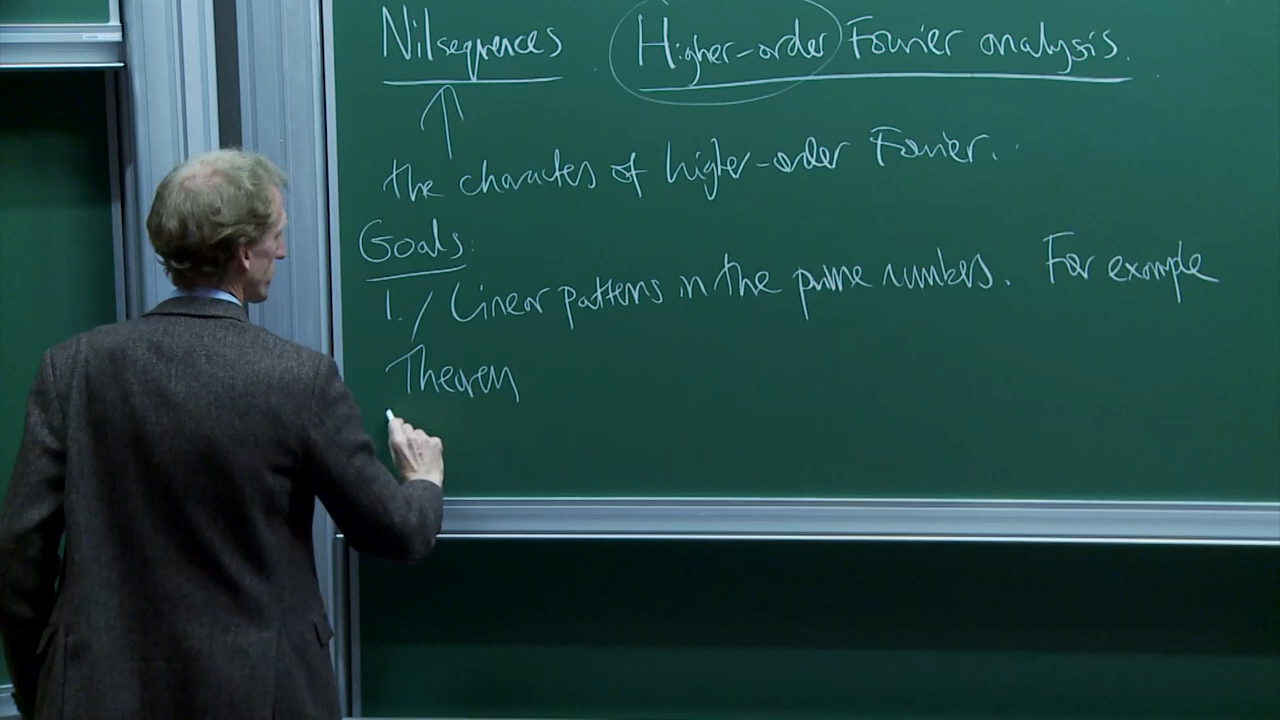 Nilsequences Higher-order Fourier analysis.
the characters of higher-order Fourier.
Goals:
1./ Linear patterns in the prime numbers. For example
Theorem